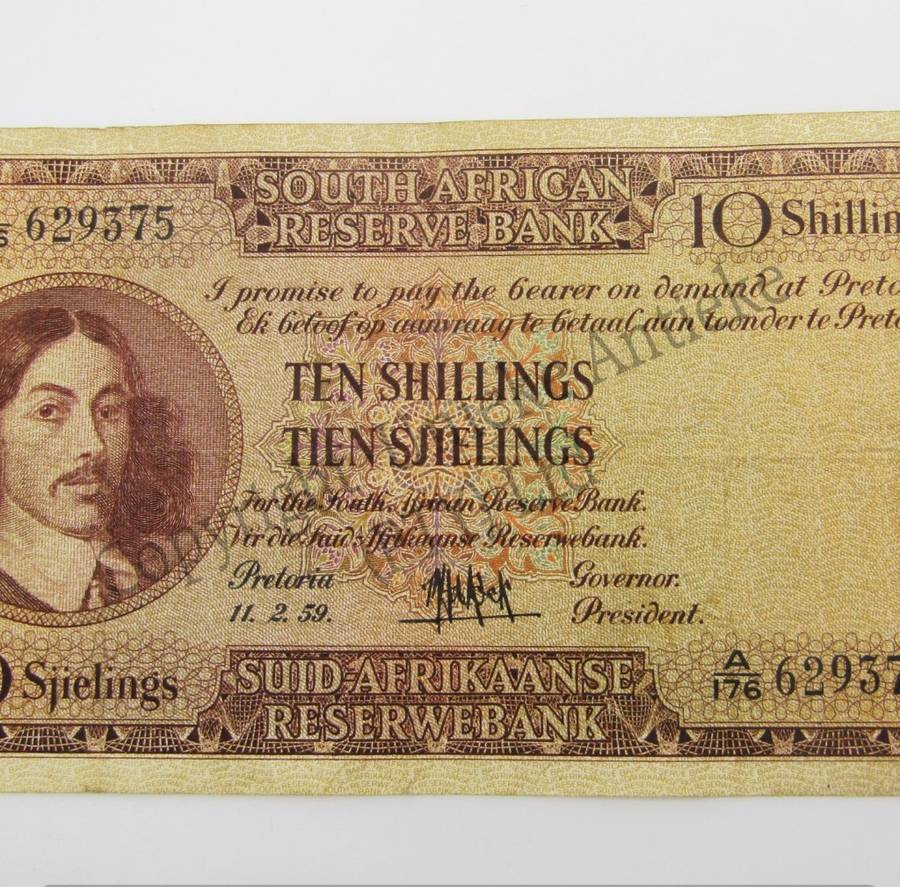 SOUTH AFRICAN
RESERVE BANK
629375
10 Shillin
I promise to pay the bearer on demand at Preto
Ek beloof op aanvraag te betaal aan toonder te Preto
TEN SHILLINGS
TIEN SJIELINGS
For the South African Reserve Bank.
Vir die Suid-Afrikaanse Reserwebank.
Pretoria
11. 2. 59.
Governor.
President.
Sjielings
SUID-AFRIKAANSE
RESERWEBANK
A/176 62937
Copyright